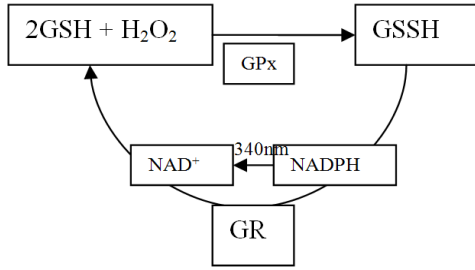 2GSH + H₂O₂
GSSH
GPx
340nm
NAD⁺
NADPH
GR